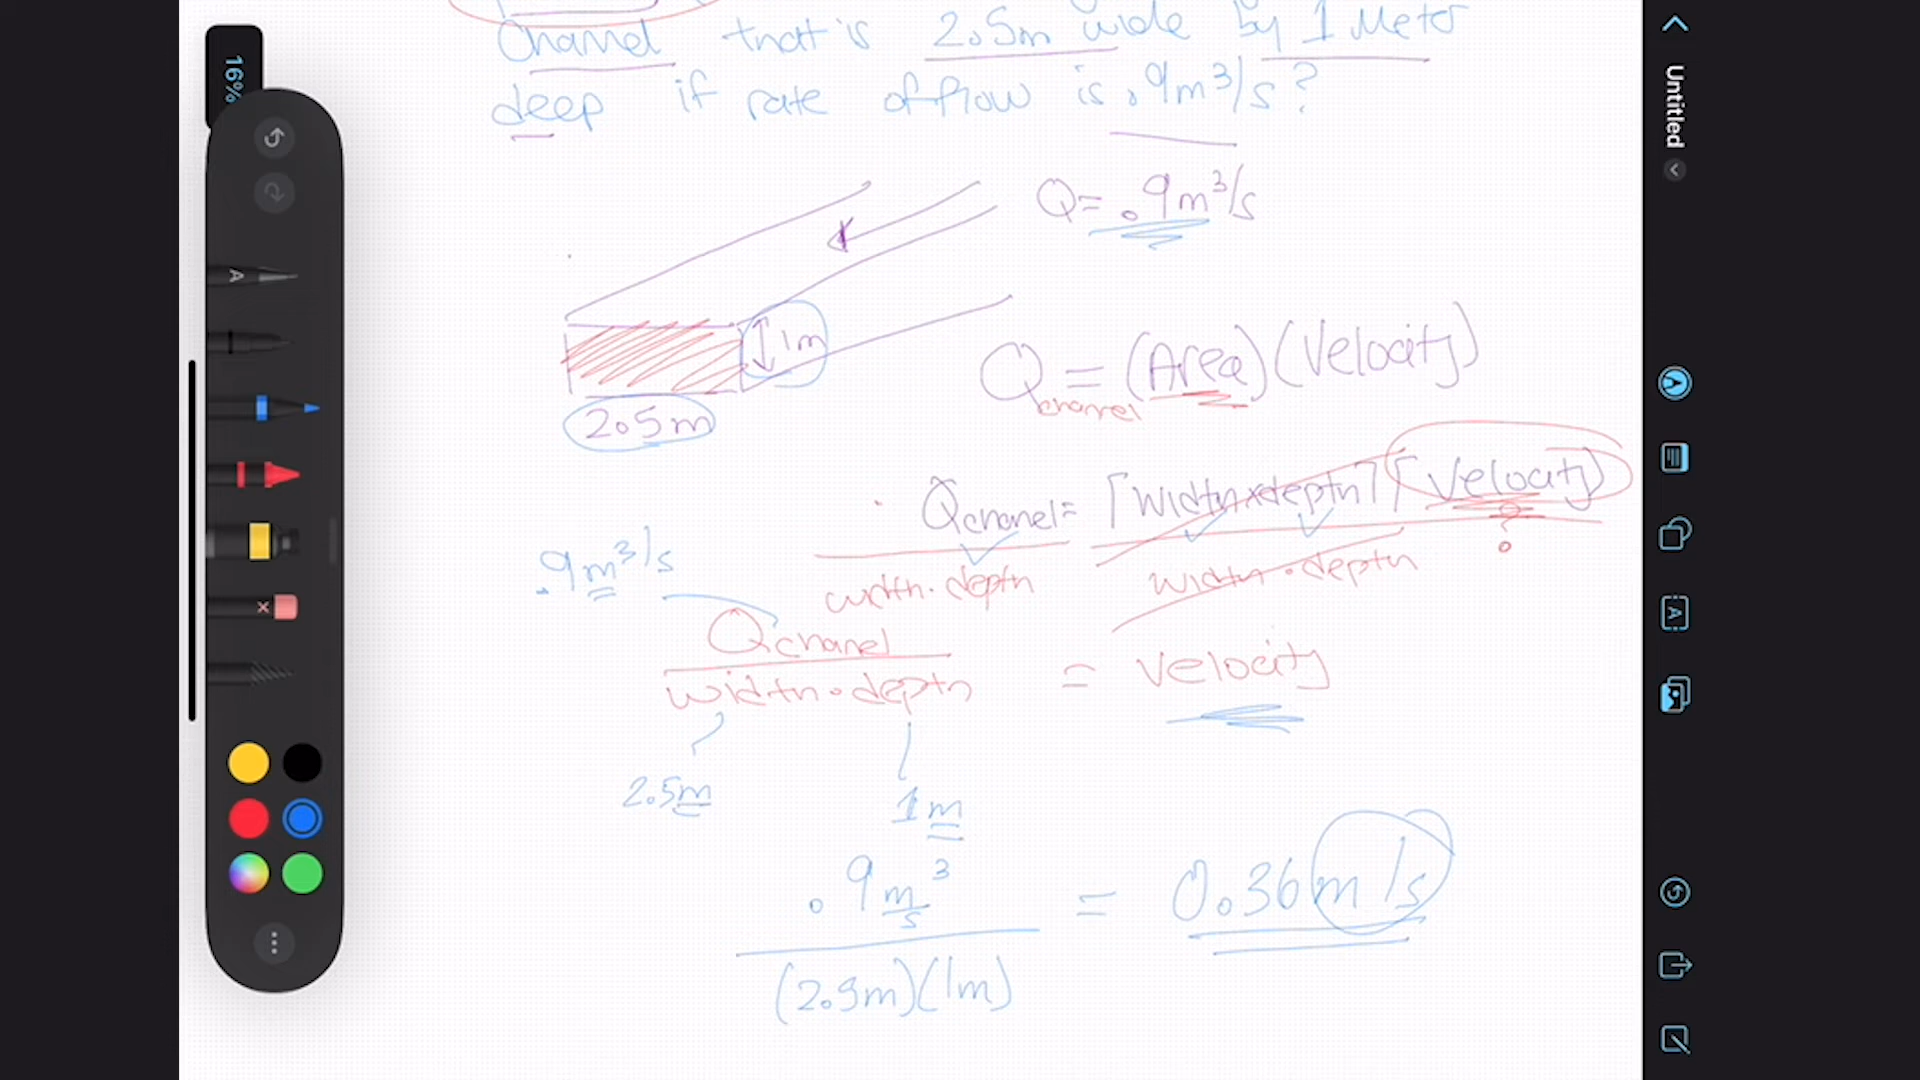 Channel that is 2.5m wide by 1 Meter
deep if rate of flow is .9m³/s?
16%
Untitled
Q= .9m³/s
1m
2.5m
Q channel = (Area)(Velocity)
Qchannel= [width×depth] [Velocity]
width·depth width·depth ?
.9m³/s
Qchanel
width·depth = velocity
2.5m 1m
.9 m³/s
(2.5m)(1m) = 0.36 m/s